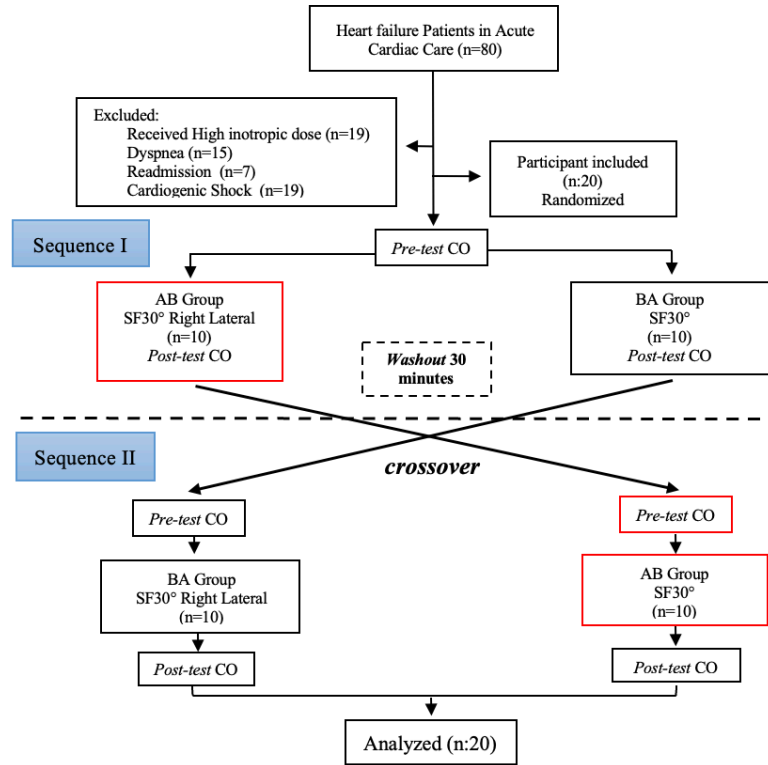 Heart failure Patients in Acute
Cardiac Care (n=80)
Excluded:
Received High inotropic dose (n=19)
Dyspnea (n=15)
Readmission (n=7)
Cardiogenic Shock (n=19)
Participant included
(n:20)
Randomized
Sequence I
Pre-test CO
AB Group
SF30° Right Lateral
(n=10)
Post-test CO
BA Group
SF30°
(n=10)
Post-test CO
Washout 30
minutes
Sequence II
crossover
Pre-test CO
Pre-test CO
BA Group
SF30° Right Lateral
(n=10)
AB Group
SF30°
(n=10)
Post-test CO
Post-test CO
Analyzed (n:20)